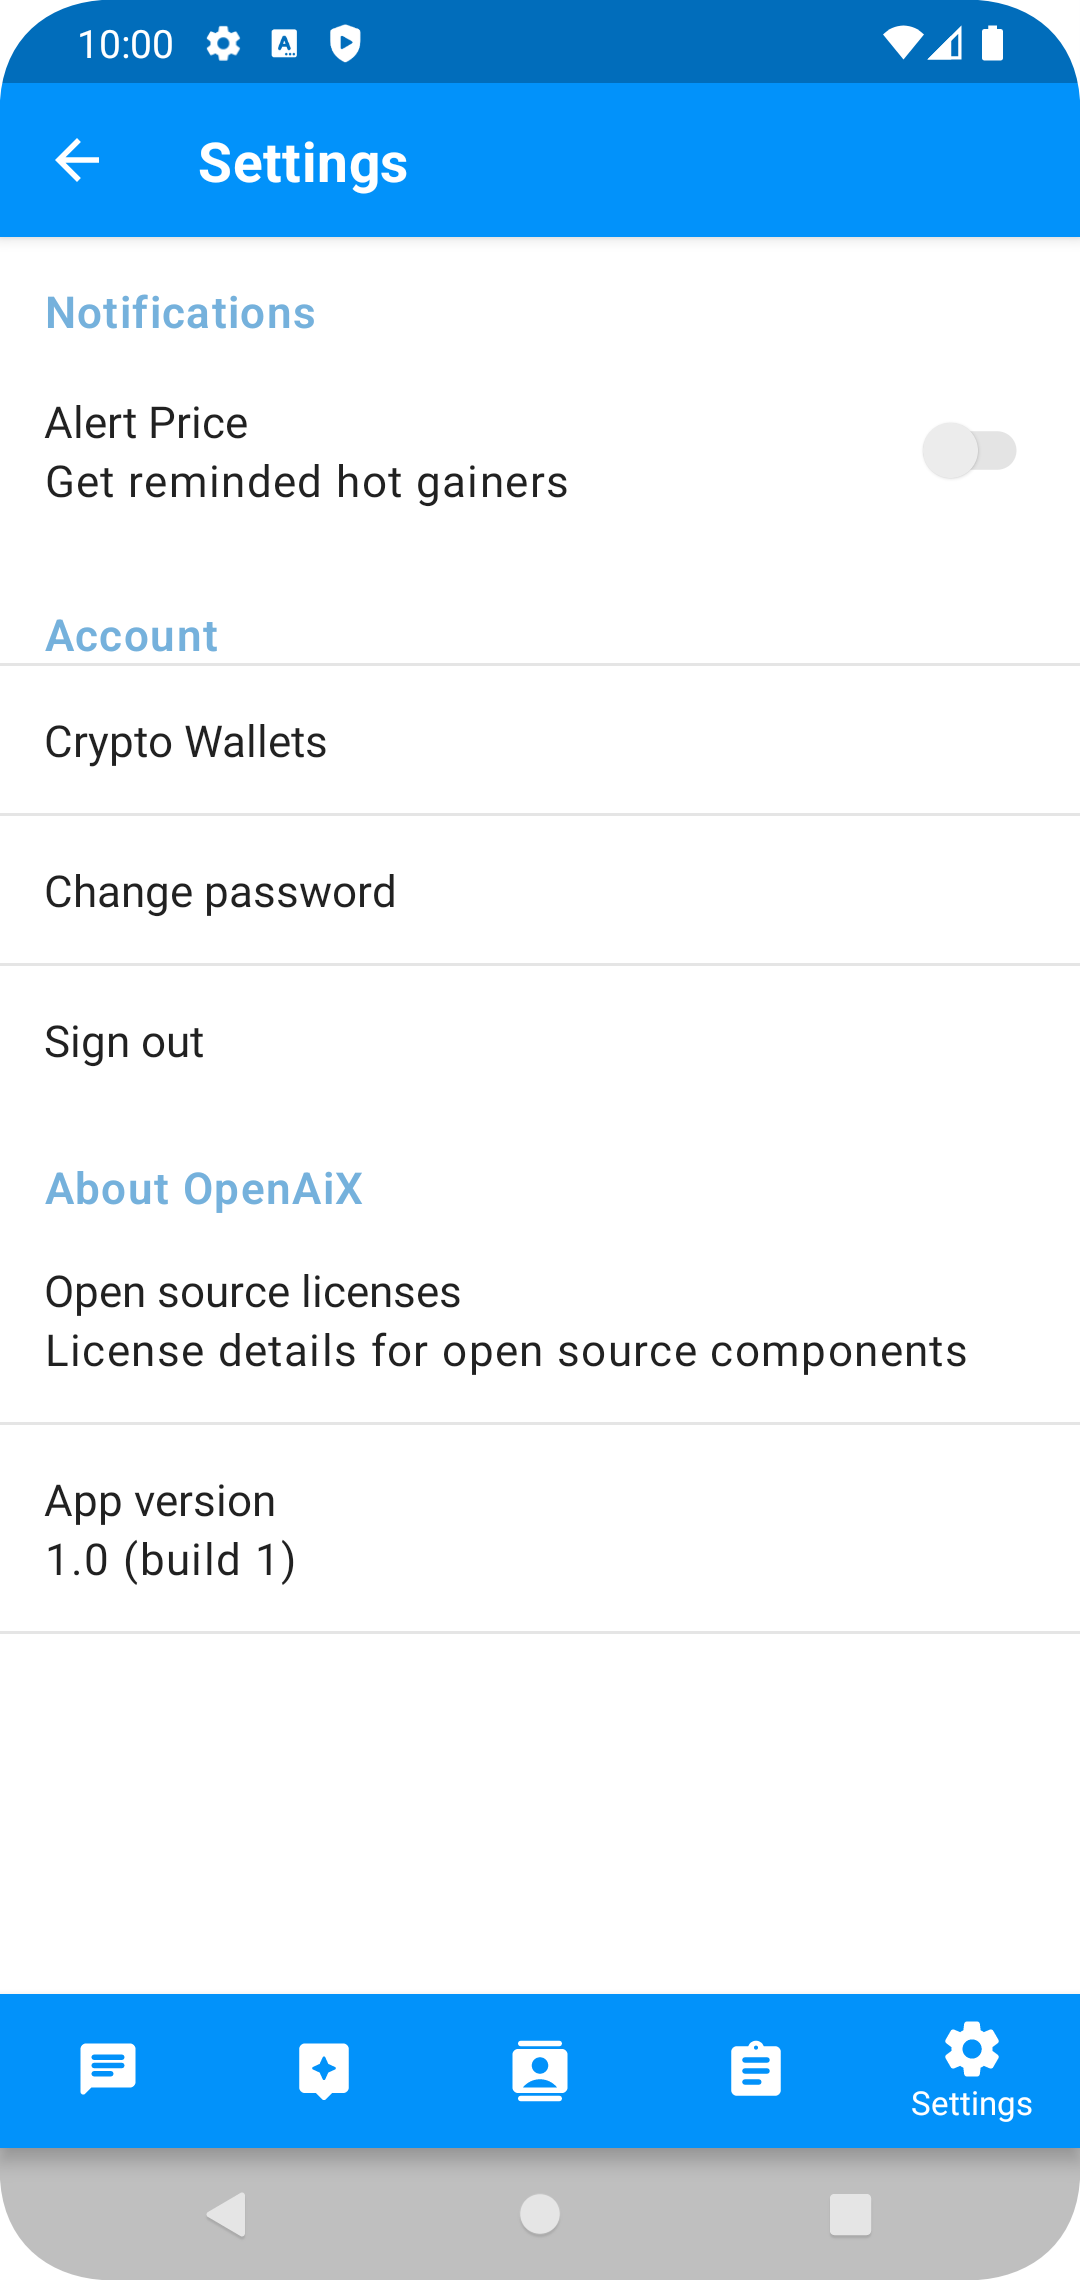 10:00
Settings
Notifications
Alert Price
Get reminded hot gainers
Account
Crypto Wallets
Change password
Sign out
About OpenAiX
Open source licenses
License details for open source components
App version
1.0 (build 1)
Settings